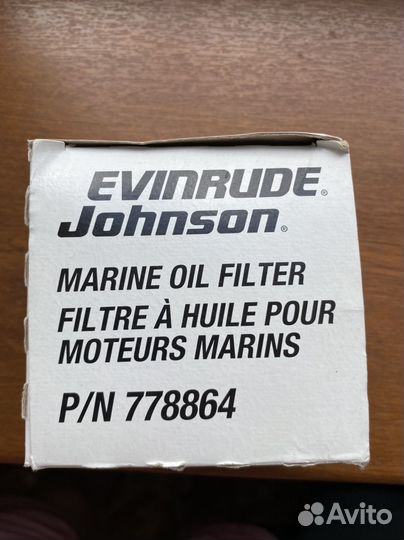 EVINRUDE®
Johnson®
MARINE OIL FILTER
FILTRE À HUILE POUR
MOTEURS MARINS
P/N 778864
Avito